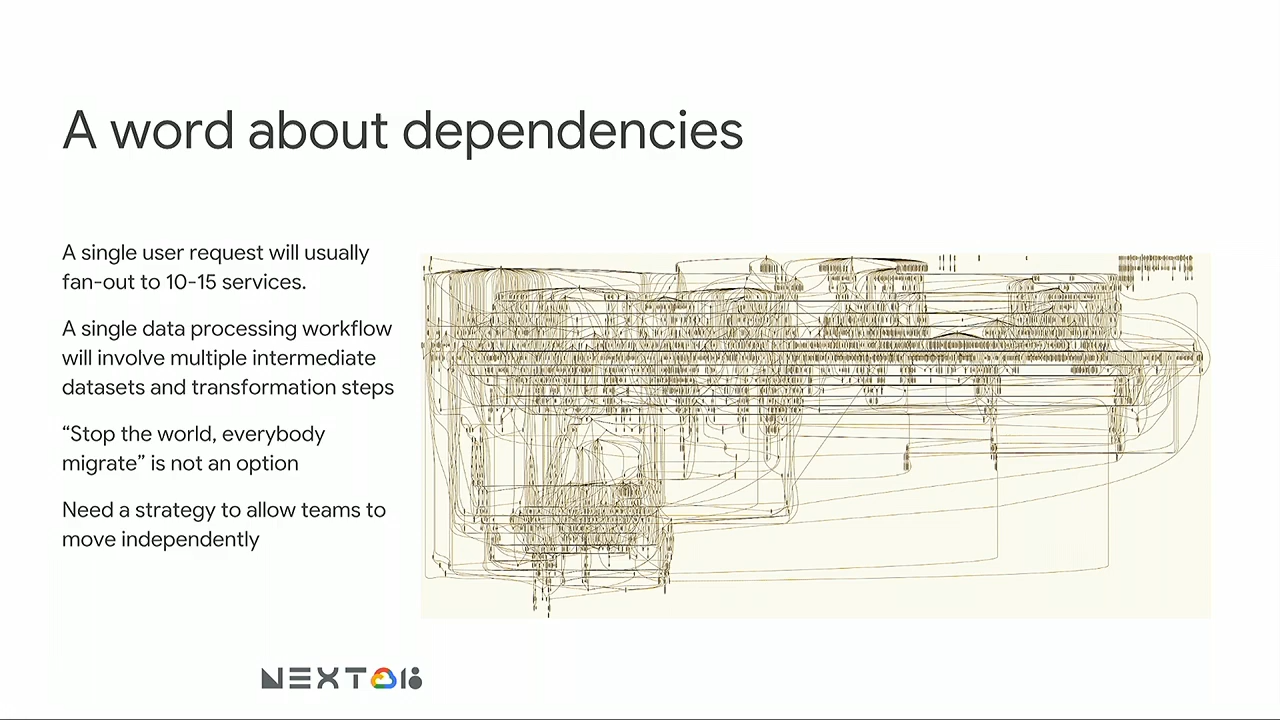 A word about dependencies
A single user request will usually
fan-out to 10-15 services.
A single data processing workflow
will involve multiple intermediate
datasets and transformation steps
“Stop the world, everybody
migrate” is not an option
Need a strategy to allow teams to
move independently
NEXT 18